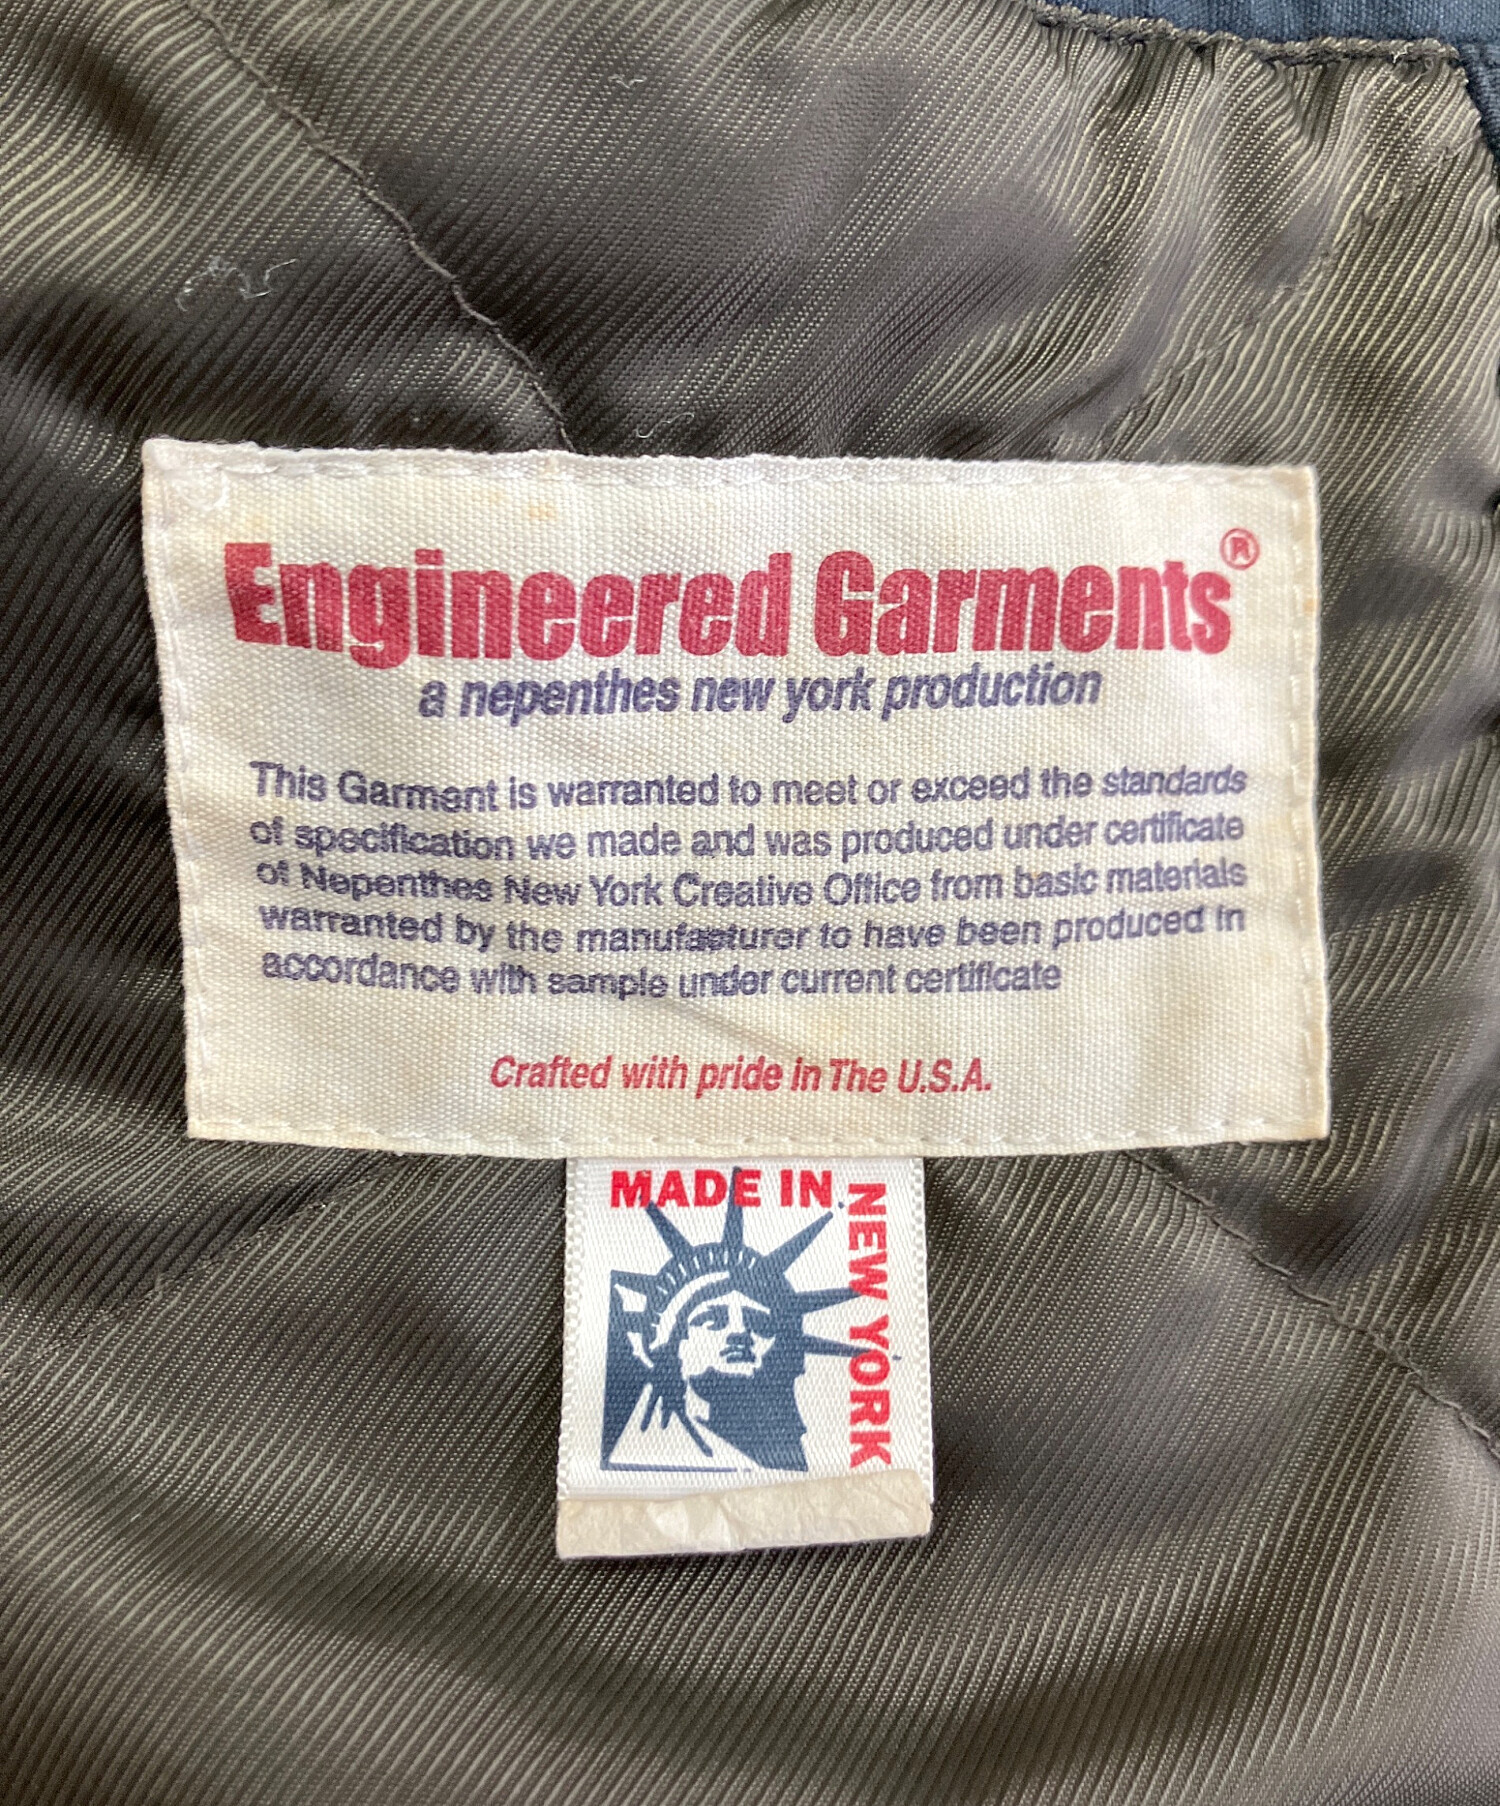 Engineered Garments®
a nepenthes new york production
This Garment is warranted to meet or exceed the standards
of specification we made and was produced under certificate
of Nepenthes New York Creative Office from basic materials
warranted by the manufacturer to have been produced in
accordance with sample under current certificate
Crafted with pride in The U.S.A.
MADE IN
NEW YORK